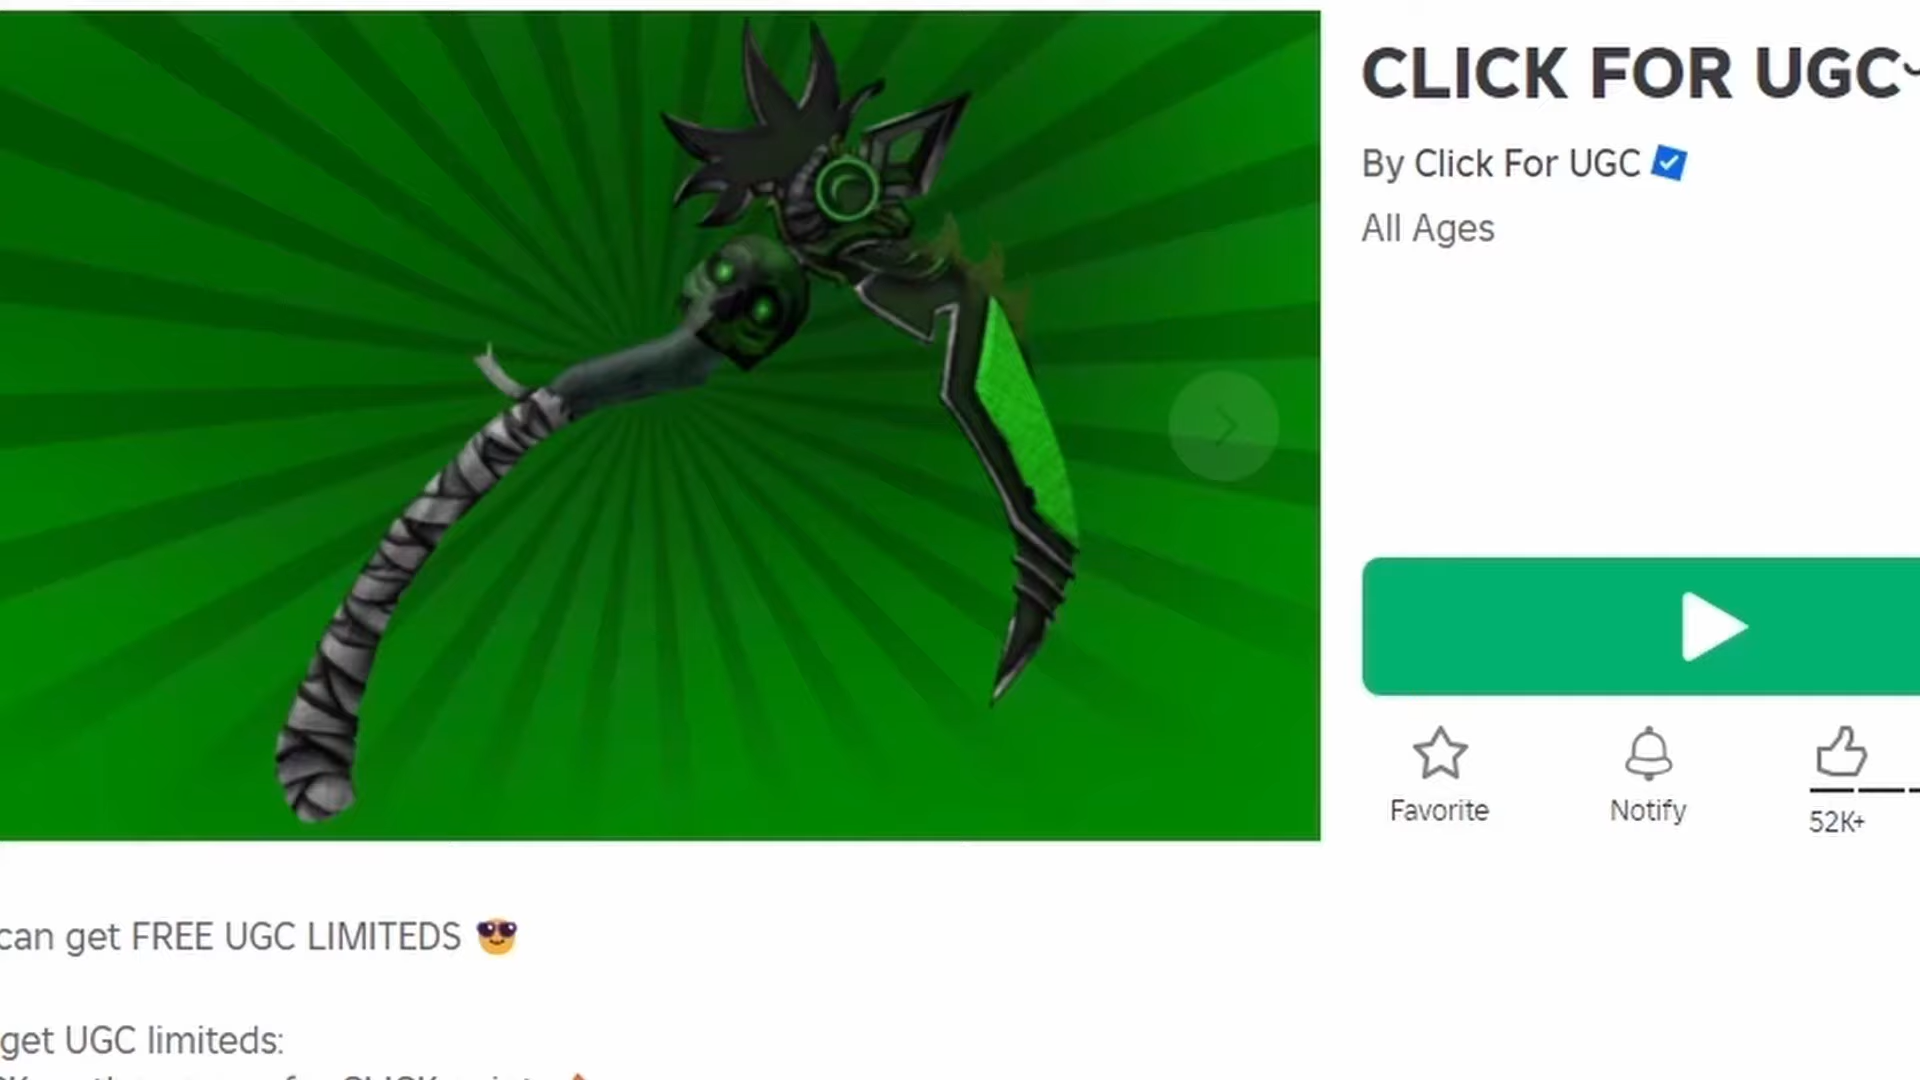 CLICK FOR UGC
By Click For UGC
All Ages
Favorite
Notify
52K+
can get FREE UGC LIMITEDS 😎
get UGC limiteds: